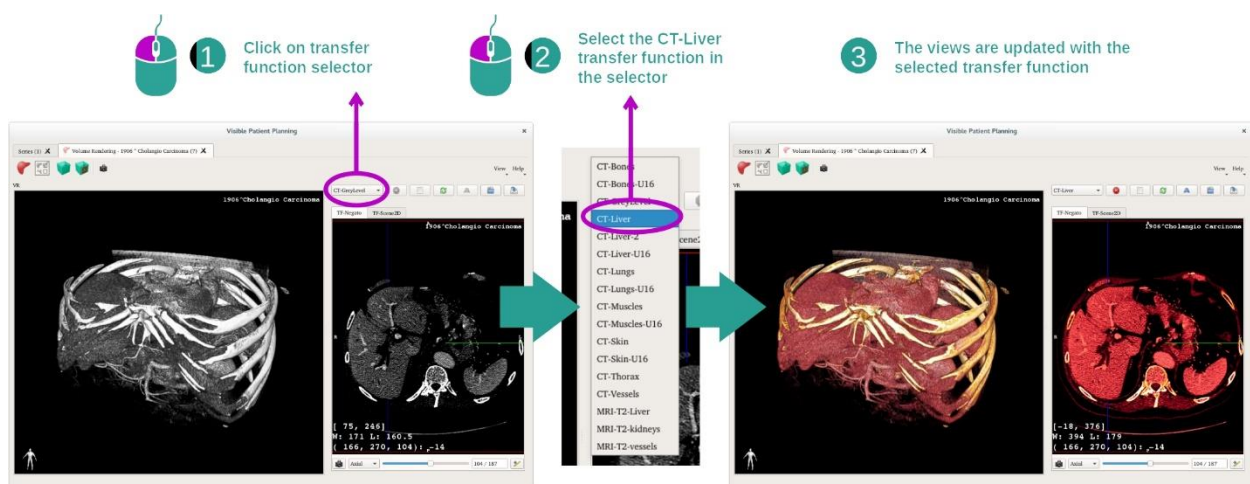 1
Click on transfer
function selector
2
Select the CT-Liver
transfer function in
the selector
3
The views are updated with the
selected transfer function
Visible Patient Planning
×
Series (1) X
Volume Rendering - 1906^Cholangio Carcinoma (7) X
View
Help
VR
CT-GreyLevel
1906^Cholangio Carcinoma
TF-Negato
TF-Scene2D
1906^Cholangio Carcinoma
R
[ 75, 246]
W: 171 L: 160.5
( 166, 270, 104): -14
Axial
104 / 187
CT-Bones
CT-Bones-U16
CT-GreyLevel
CT-Liver
CT-Liver-2
CT-Liver-U16
CT-Lungs
CT-Lungs-U16
CT-Muscles
CT-Muscles-U16
CT-Skin
CT-Skin-U16
CT-Thorax
CT-Vessels
MRI-T2-Liver
MRI-T2-kidneys
MRI-T2-vessels
Visible Patient Planning
×
Series (1) X
Volume Rendering - 1906^Cholangio Carcinoma (7) X
View
Help
VR
CT-Liver
1906^Cholangio Carcinoma
TF-Negato
TF-Scene2D
1906^Cholangio Carcinoma
R
[-18, 376]
W: 394 L: 179
( 166, 270, 104): -14
Axial
104 / 187